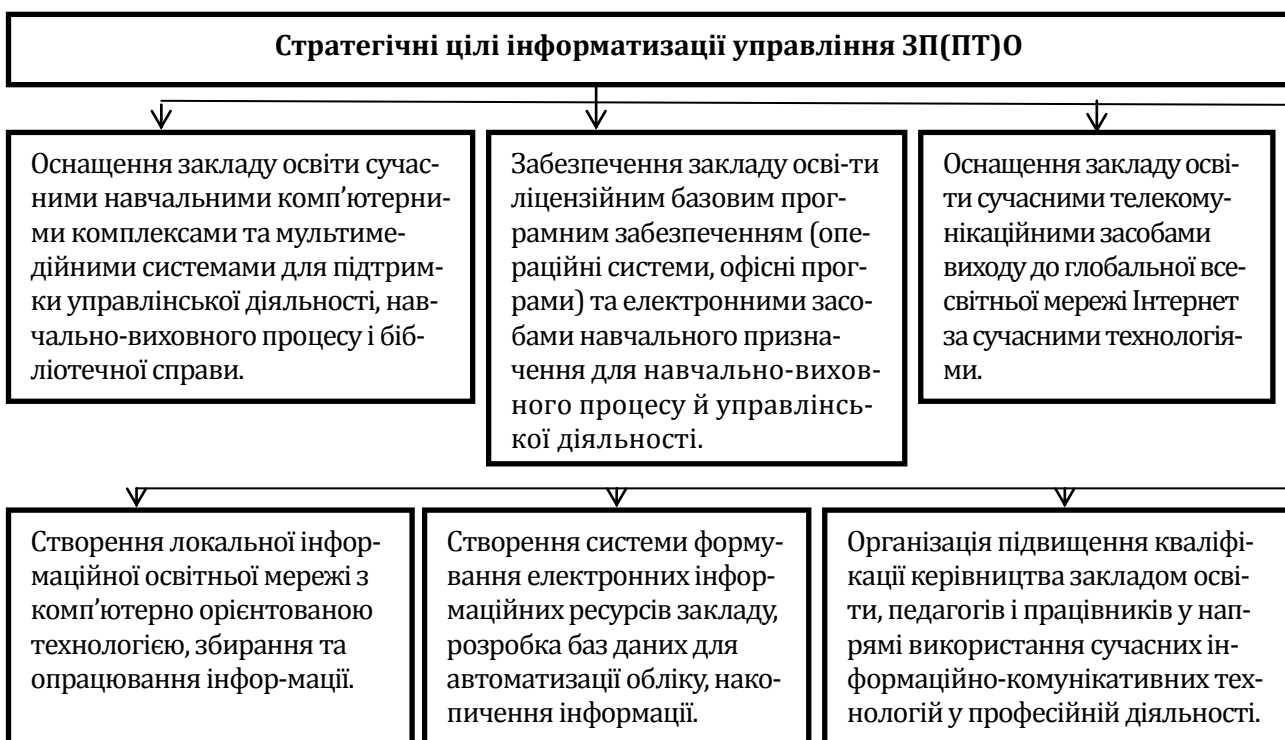 Стратегічні цілі інформатизації управління ЗП(ПТ)О
Оснащення закладу освіти сучас-
ними навчальними комп’ютерни-
ми комплексами та мультиме-
дійними системами для підтрим-
ки управлінської діяльності, нав-
чально-виховного процесу і біб-
ліотечної справи.
Забезпечення закладу осві-ти
ліцензійним базовим прог-
рамним забезпеченням (опе-
раційні системи, офісні прог-
рами) та електронними засо-
бами навчального призна-
чення для навчально-вихов-
ного процесу й управлінсь-
кої діяльності.
Оснащення закладу осві-
ти сучасними телекому-
нікаційними засобами
виходу до глобальної все-
світньої мережі Інтернет
за сучасними технологія-
ми.
Створення локальної інфор-
маційної освітньої мережі з
комп’ютерно орієнтованою
технологією, збирання та
опрацювання інфор-мації.
Створення системи форму-
вання електронних інфор-
маційних ресурсів закладу,
розробка баз даних для
автоматизації обліку, нако-
пичення інформації.
Організація підвищення кваліфі-
кації керівництва закладом осві-
ти, педагогів і працівників у нап-
рямі використання сучасних ін-
формаційно-комунікативних тех-
нологій у професійній діяльності.